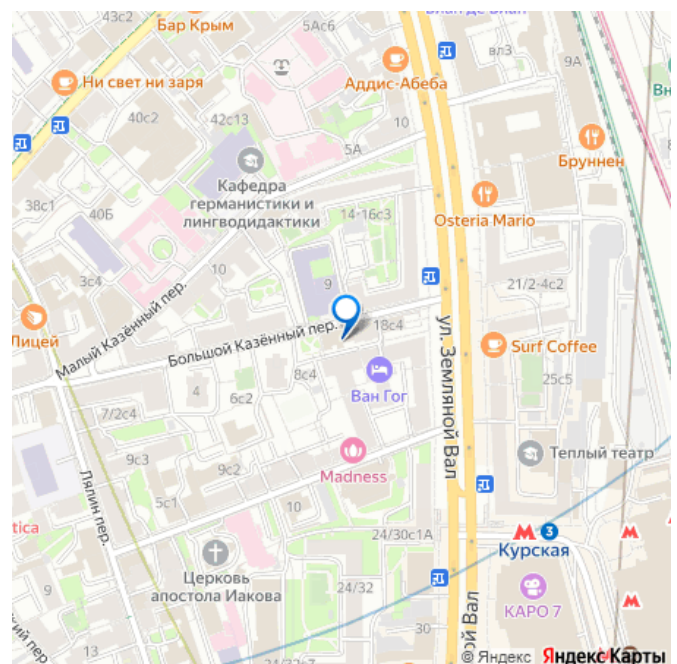 43с2
Бар Крым
5Ас6
вл3
9А
Ни свет ни заря
Аддис-Абеба
40с2
42с13
10
5А
Бруннен
Кафедра
германистики и
лингводидактики
38с1
40Б
14-16с3
Osteria Mario
3с4
10
9
21/2-4с2
Лицей
Малый Казённый пер.
Большой Казённый пер.
18с4
ул. Земляной Вал
Surf Coffee
8с4
Ван Гог
25с5
4
6с2
7/2с4
Лялин пер.
9с3
9с2
Madness
Теплый театр
5с1
10
24/30с1А
3
Курская
Церковь
апостола Иакова
24/32
КАРО 7
13
30
24/32с7
© Яндекс Яндекс Карты